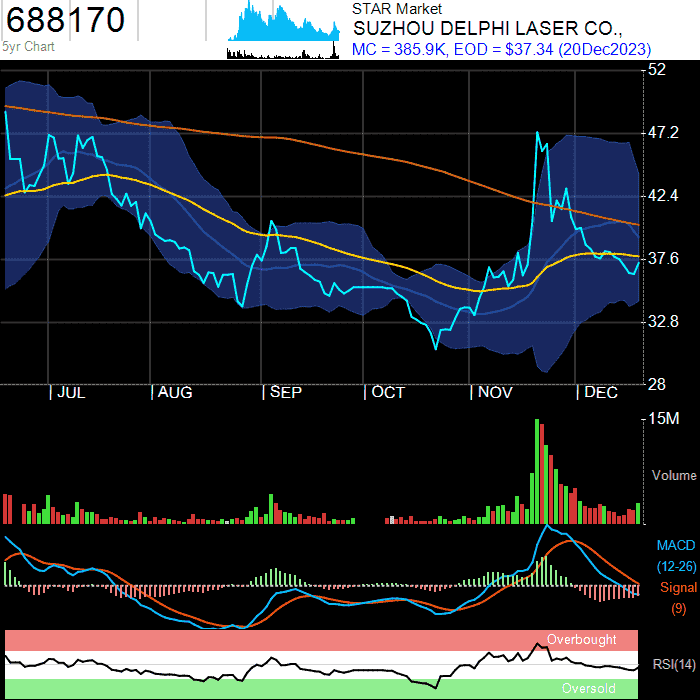 688170
5yr Chart
STAR Market
SUZHOU DELPHI LASER CO.,
MC = 385.9K, EOD = $37.34 (20Dec2023)
52
47.2
42.4
37.6
32.8
28
| JUL | AUG | SEP | OCT | NOV | DEC
15M
Volume
MACD
(12-26)
Signal
(9)
Overbought
RSI(14)
Oversold